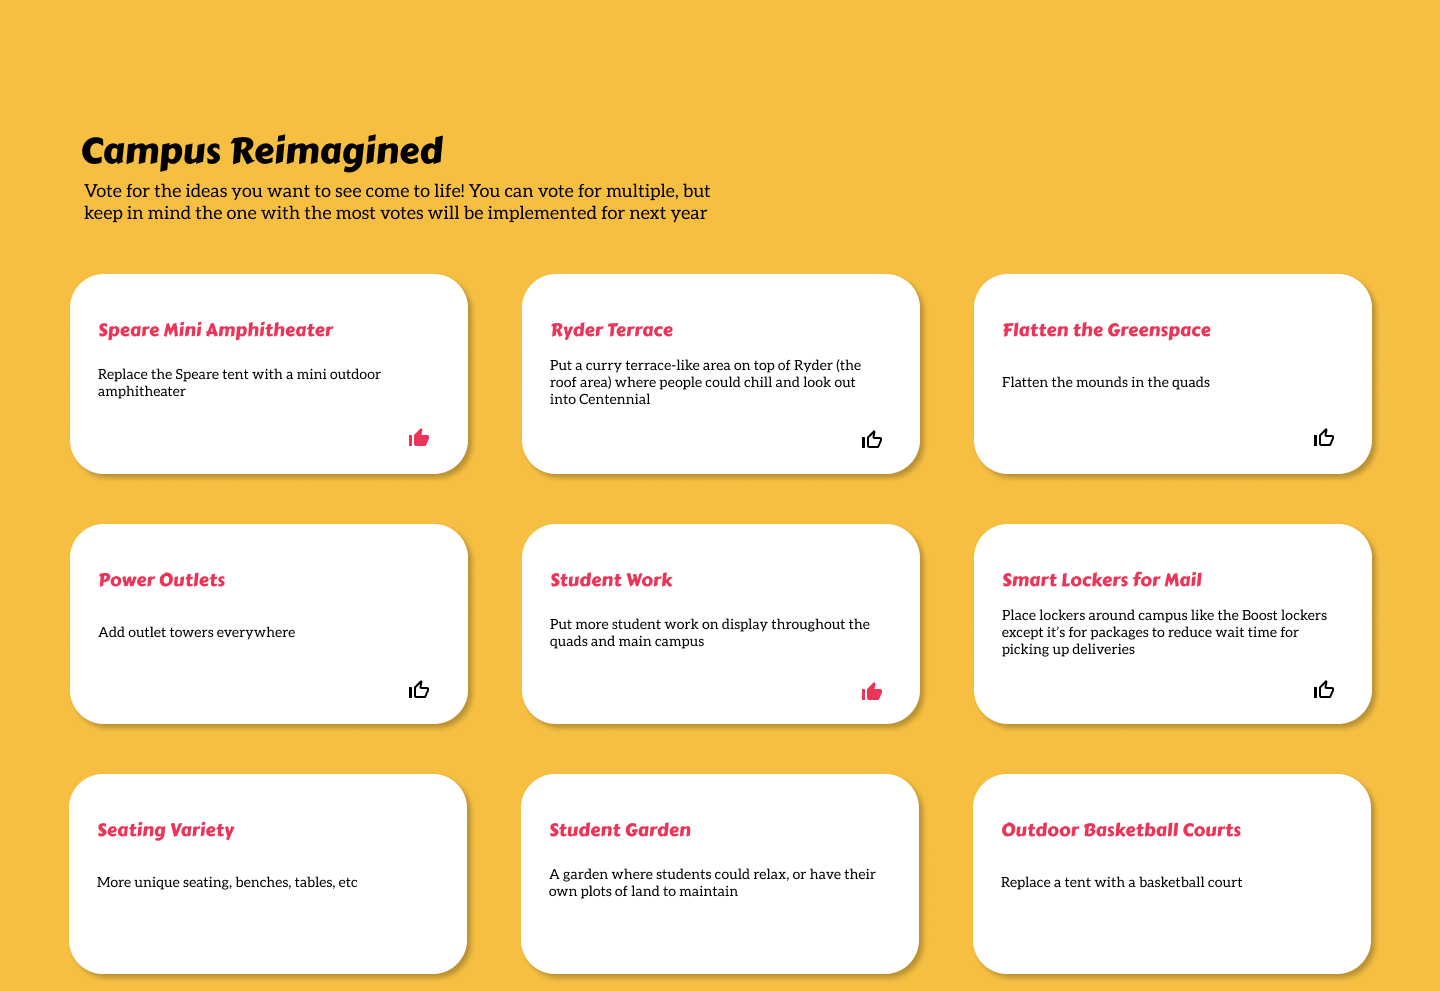 Campus Reimagined
Vote for the ideas you want to see come to life! You can vote for multiple, but
keep in mind the one with the most votes will be implemented for next year
Speare Mini Amphitheater
Replace the Speare tent with a mini outdoor
amphitheater
Ryder Terrace
Put a curry terrace-like area on top of Ryder (the
roof area) where people could chill and look out
into Centennial
Flatten the Greenspace
Flatten the mounds in the quads
Power Outlets
Add outlet towers everywhere
Student Work
Put more student work on display throughout the
quads and main campus
Smart Lockers for Mail
Place lockers around campus like the Boost lockers
except it's for packages to reduce wait time for
picking up deliveries
Seating Variety
More unique seating, benches, tables, etc
Student Garden
A garden where students could relax, or have their
own plots of land to maintain
Outdoor Basketball Courts
Replace a tent with a basketball court